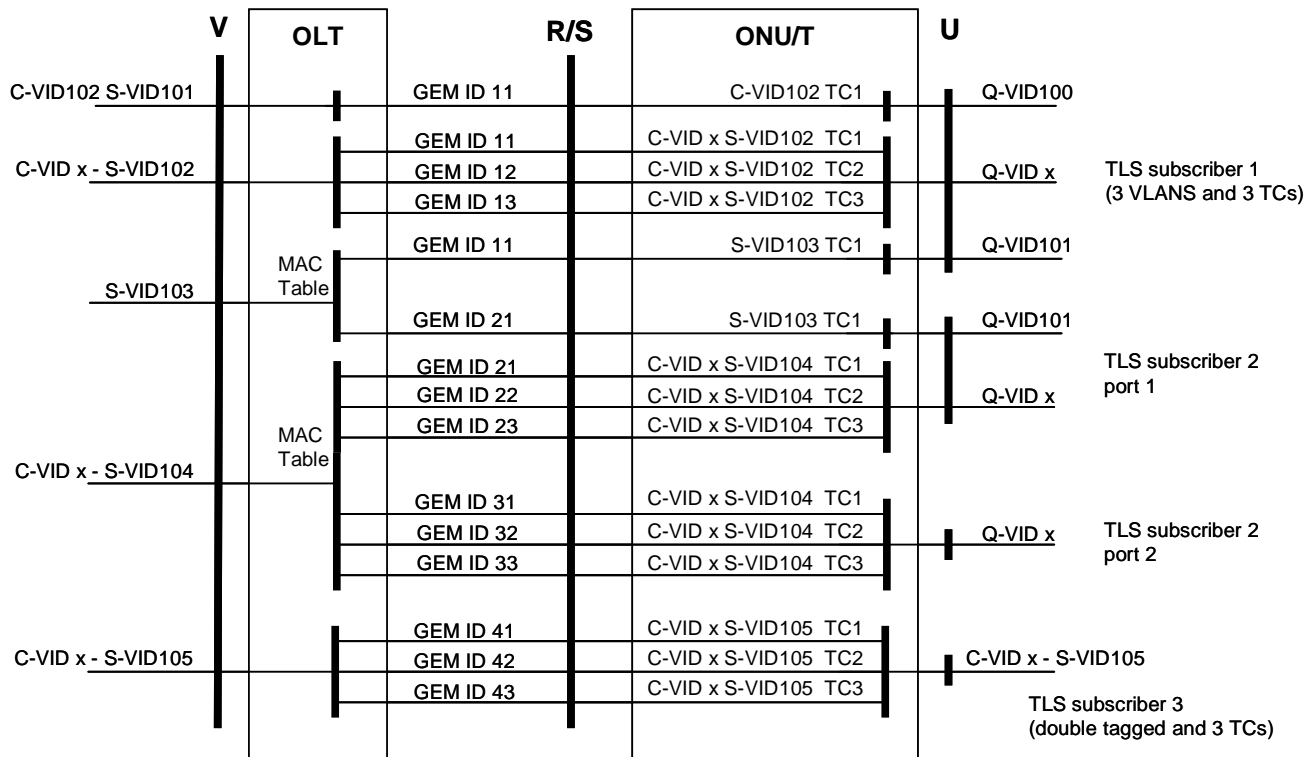 V OLT R/S ONU/T U
C-VID102 S-VID101 GEM ID 11 C-VID102 TC1 Q-VID100
GEM ID 11 C-VID x S-VID102 TC1
C-VID x - S-VID102 GEM ID 12 C-VID x S-VID102 TC2 Q-VID x TLS subscriber 1
(3 VLANS and 3 TCs)
GEM ID 13 C-VID x S-VID102 TC3
GEM ID 11 S-VID103 TC1 Q-VID101
MAC
Table
S-VID103
GEM ID 21 S-VID103 TC1 Q-VID101
GEM ID 21 C-VID x S-VID104 TC1 TLS subscriber 2
port 1
GEM ID 22 C-VID x S-VID104 TC2 Q-VID x
GEM ID 23 C-VID x S-VID104 TC3
MAC
Table
C-VID x - S-VID104
GEM ID 31 C-VID x S-VID104 TC1
GEM ID 32 C-VID x S-VID104 TC2 Q-VID x TLS subscriber 2
port 2
GEM ID 33 C-VID x S-VID104 TC3
GEM ID 41 C-VID x S-VID105 TC1
C-VID x - S-VID105 GEM ID 42 C-VID x S-VID105 TC2 C-VID x - S-VID105
GEM ID 43 C-VID x S-VID105 TC3
TLS subscriber 3
(double tagged and 3 TCs)